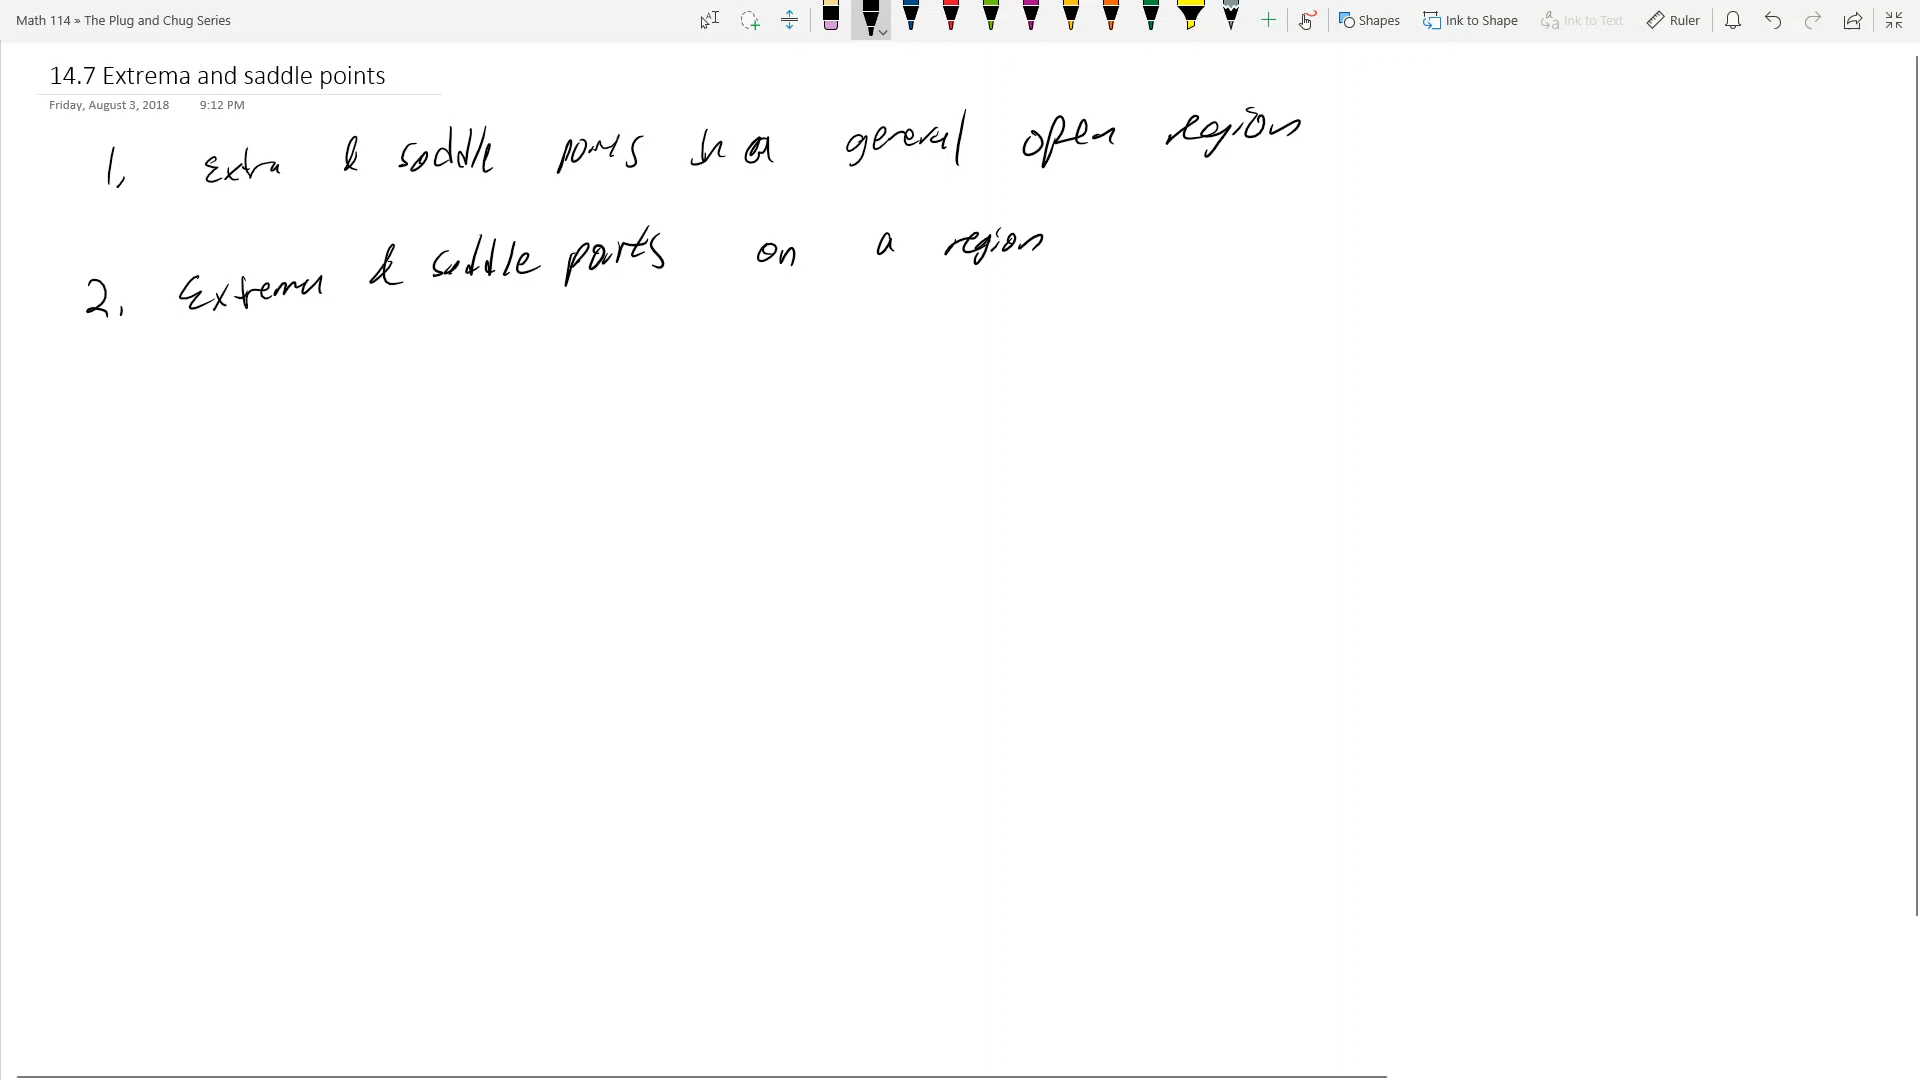 Math 114 » The Plug and Chug Series
Shapes Ink to Shape Ink to Text Ruler
14.7 Extrema and saddle points
Friday, August 3, 2018 9:12 PM
1. Extra & saddle points in a general open region
2. Extrema & saddle points on a region